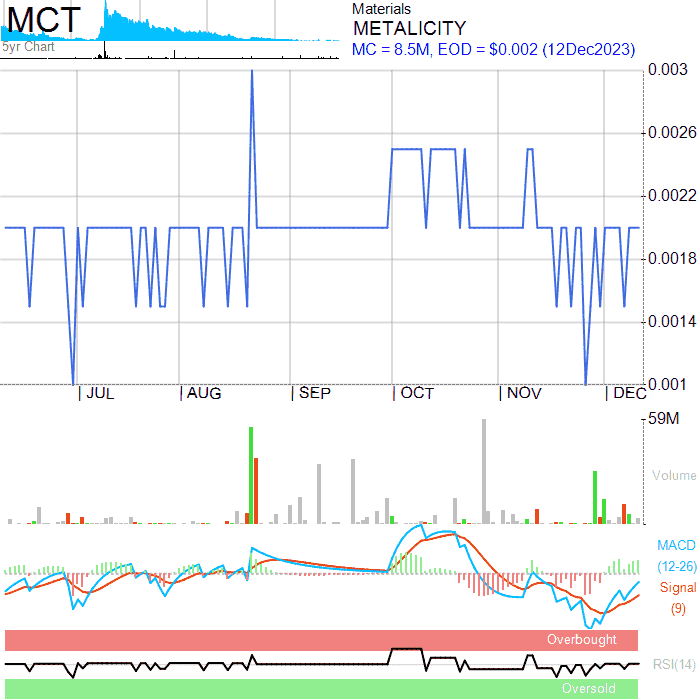 MCT
5yr Chart
Materials
METALICITY
MC = 8.5M, EOD = $0.002 (12Dec2023)
0.003
0.0026
0.0022
0.0018
0.0014
0.001
JUL AUG SEP OCT NOV DEC
59M
Volume
MACD
(12-26)
Signal
(9)
Overbought
RSI(14)
Oversold